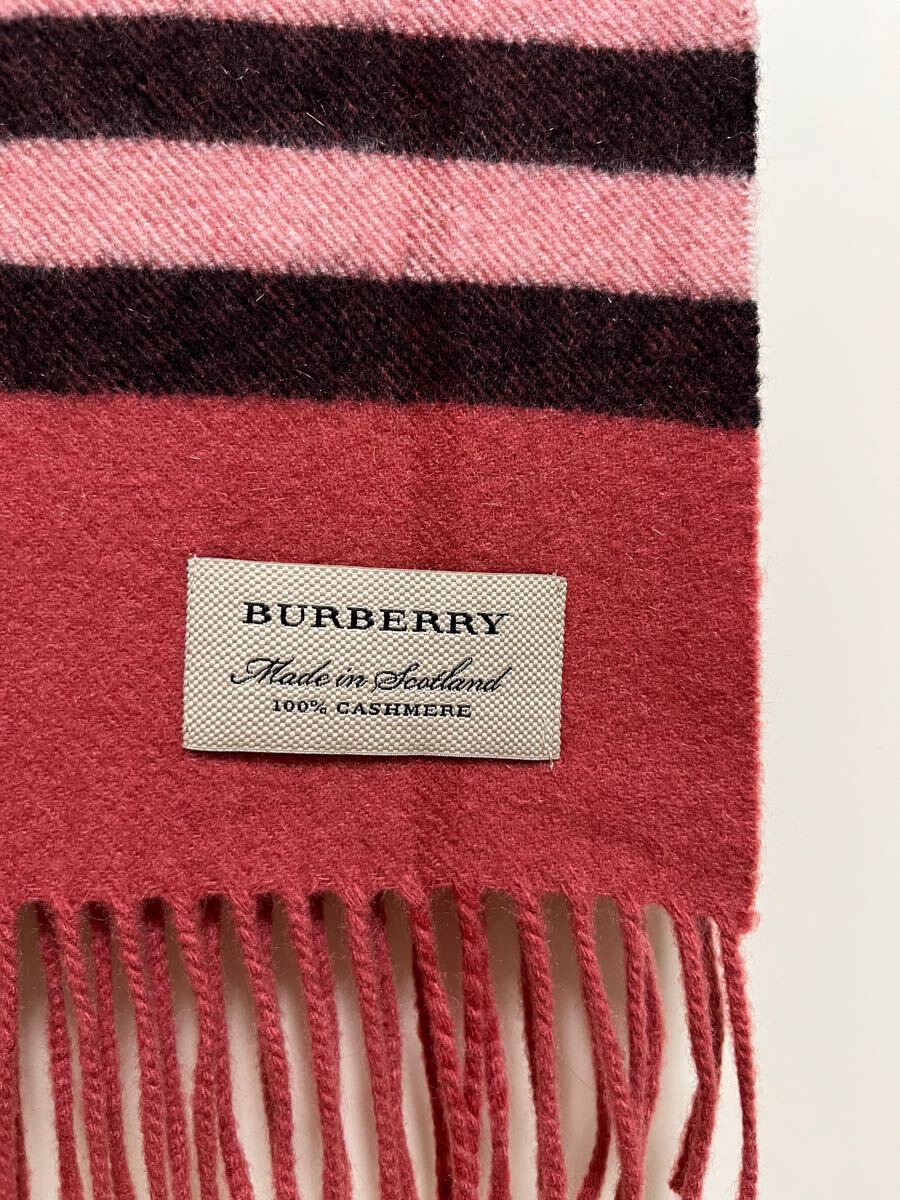 BURBERRY
Made in Scotland
100% CASHMERE